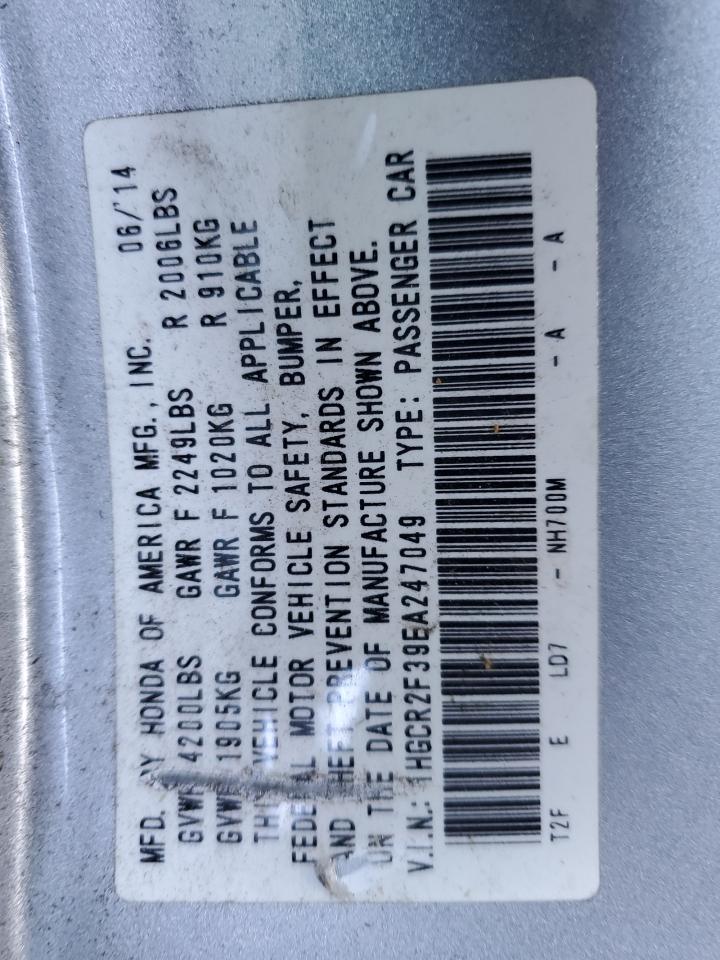 MFD. BY HONDA OF AMERICA MFG., INC. 06/'14
GVWR 4200LBS GAWR F 2249LBS R 2006LBS
GVWR 1905KG GAWR F 1020KG R 910KG
THIS VEHICLE CONFORMS TO ALL APPLICABLE
FEDERAL MOTOR VEHICLE SAFETY, BUMPER,
AND THEFT PREVENTION STANDARDS IN EFFECT
ON THE DATE OF MANUFACTURE SHOWN ABOVE.
V.I.N.: 1HGCR2F39EA247049 TYPE: PASSENGER CAR
T2F E LD7 - NH700M - A - A